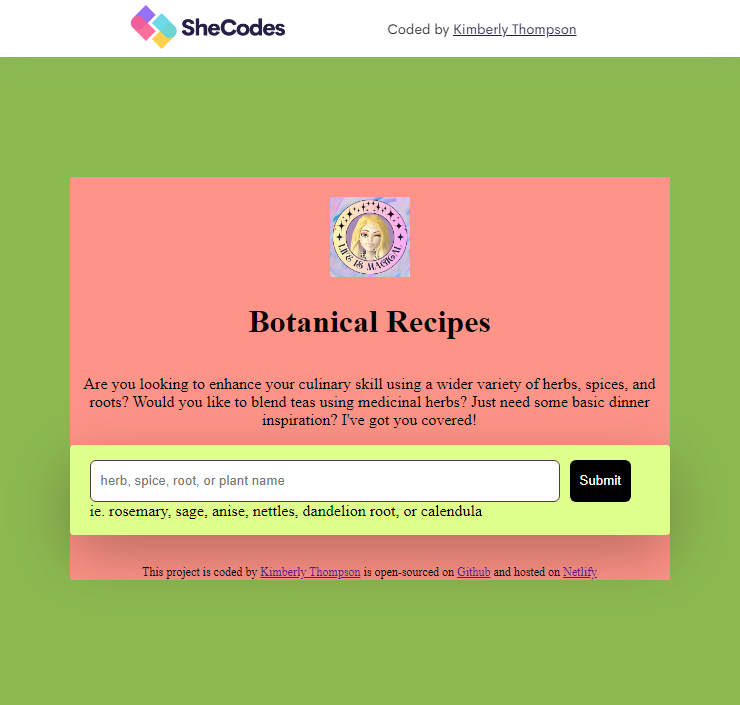 SheCodes
Coded by Kimberly Thompson
LIFE IS MAGICAL
Botanical Recipes
Are you looking to enhance your culinary skill using a wider variety of herbs, spices, and
roots? Would you like to blend teas using medicinal herbs? Just need some basic dinner
inspiration? I've got you covered!
herb, spice, root, or plant name
Submit
ie. rosemary, sage, anise, nettles, dandelion root, or calendula
This project is coded by Kimberly Thompson is open-sourced on Github and hosted on Netlify